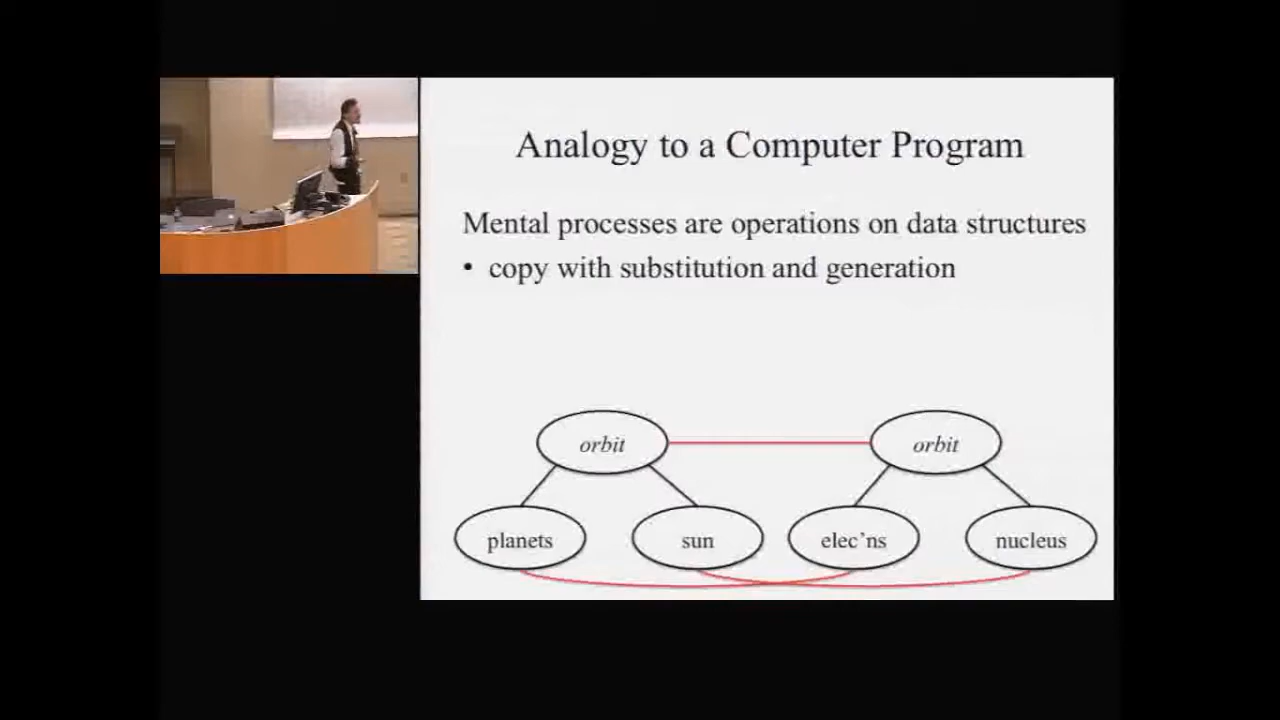 Analogy to a Computer Program
Mental processes are operations on data structures
• copy with substitution and generation
orbit
orbit
planets
sun
elec'ns
nucleus